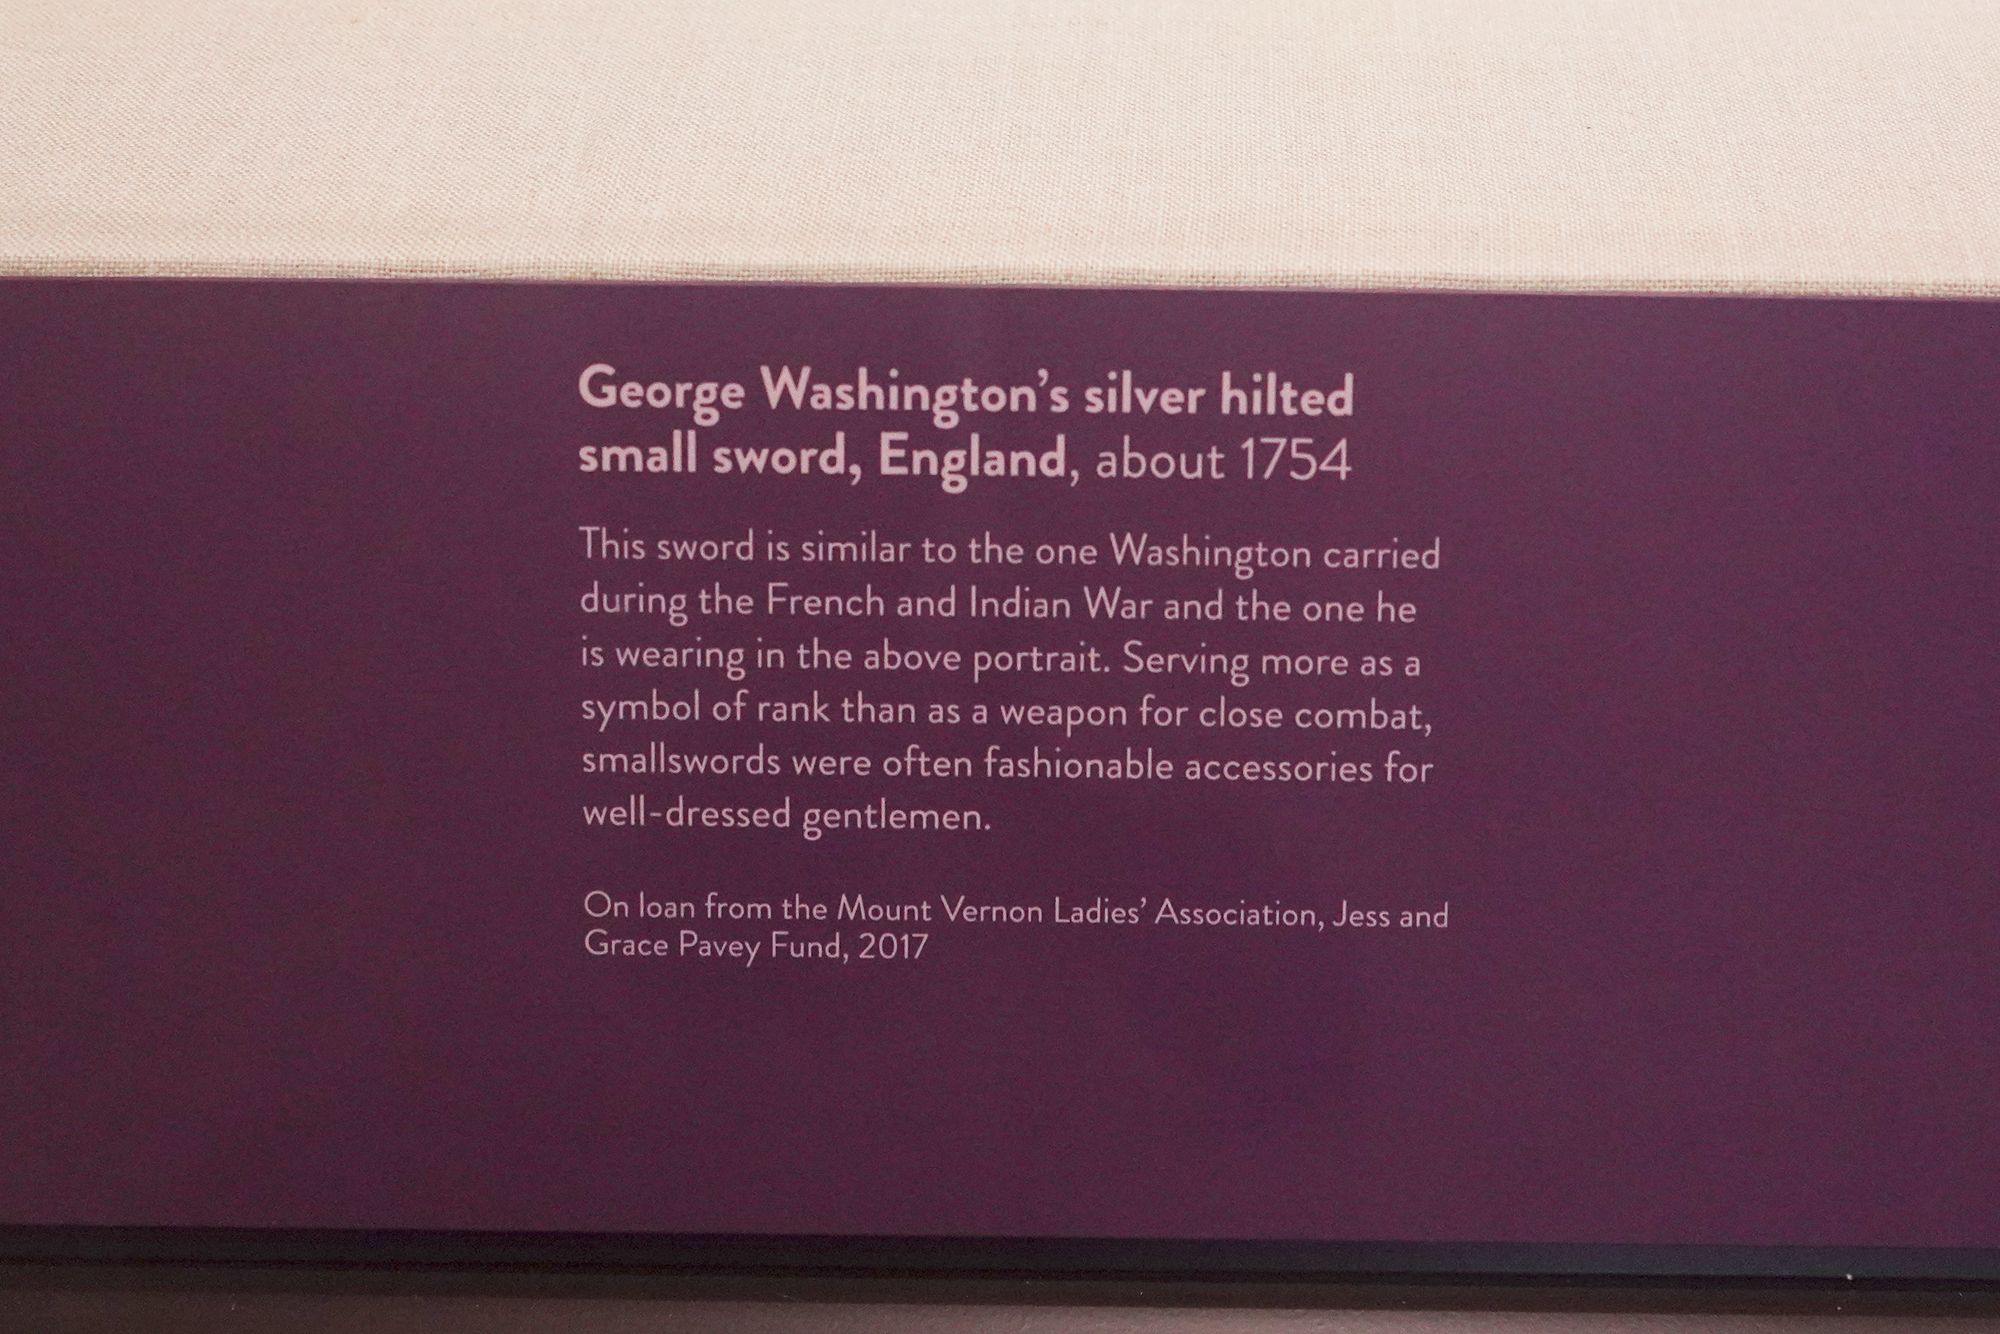 George Washington’s silver hilted
small sword, England, about 1754
This sword is similar to the one Washington carried
during the French and Indian War and the one he
is wearing in the above portrait. Serving more as a
symbol of rank than as a weapon for close combat,
smallswords were often fashionable accessories for
well-dressed gentlemen.
On loan from the Mount Vernon Ladies’ Association, Jess and
Grace Pavey Fund, 2017